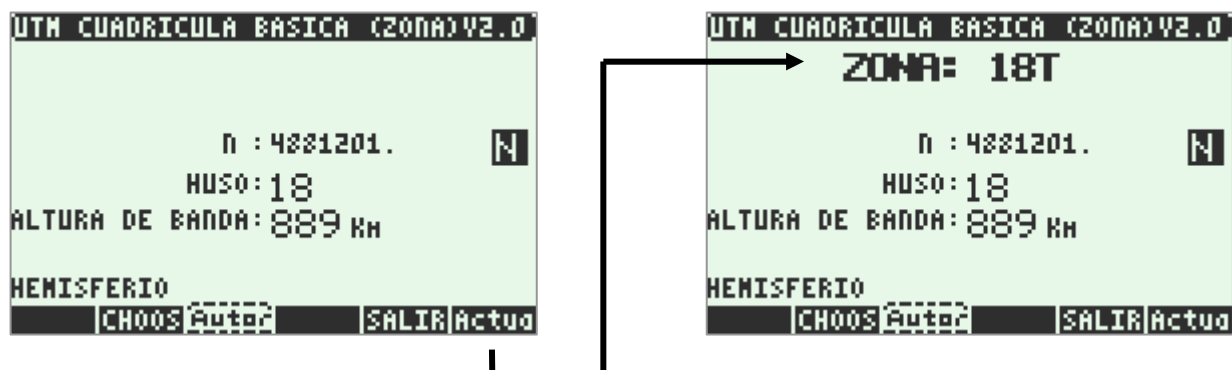 UTM CUADRICULA BASICA (ZONA) V2.0
N : 4881201. N
HUSO: 18
ALTURA DE BANDA: 889 KM
HEMISFERIO
CHOOS Auto? SALIR Actua
UTM CUADRICULA BASICA (ZONA) V2.0
ZONA: 18T
N : 4881201. N
HUSO: 18
ALTURA DE BANDA: 889 KM
HEMISFERIO
CHOOS Auto? SALIR Actua